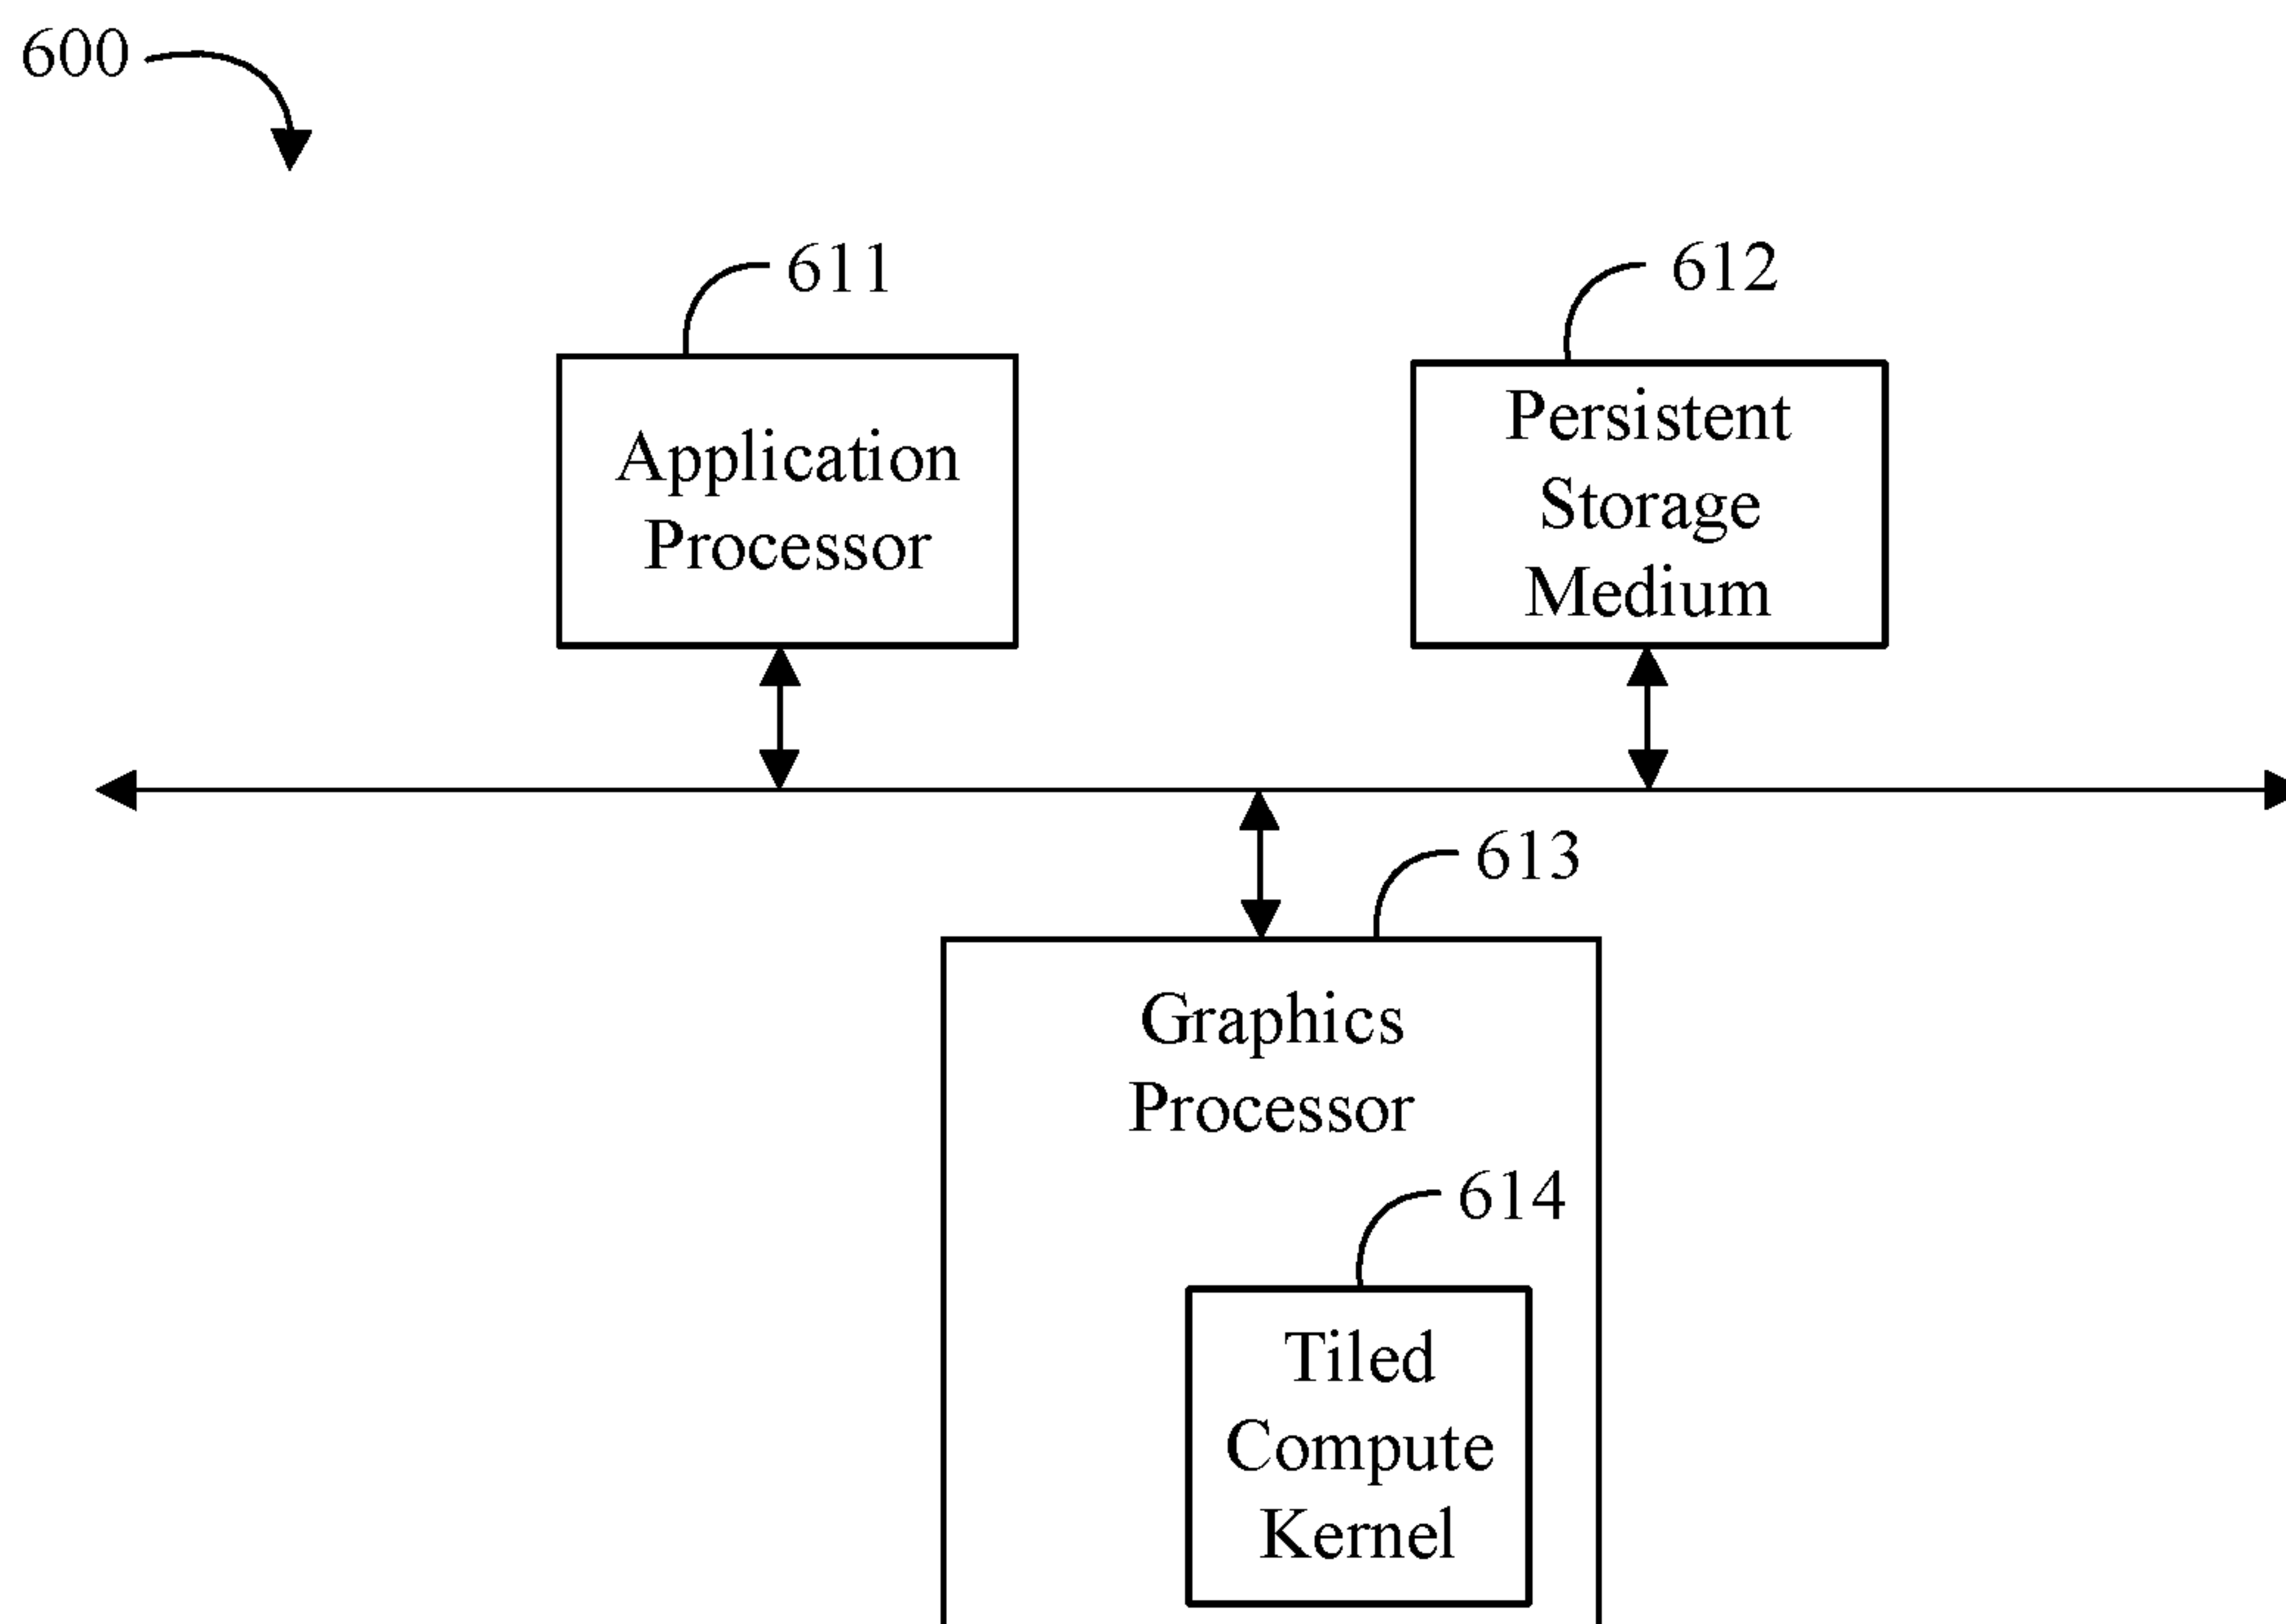 600
611
612
Application
Processor
Persistent
Storage
Medium
613
Graphics
Processor
614
Tiled
Compute
Kernel